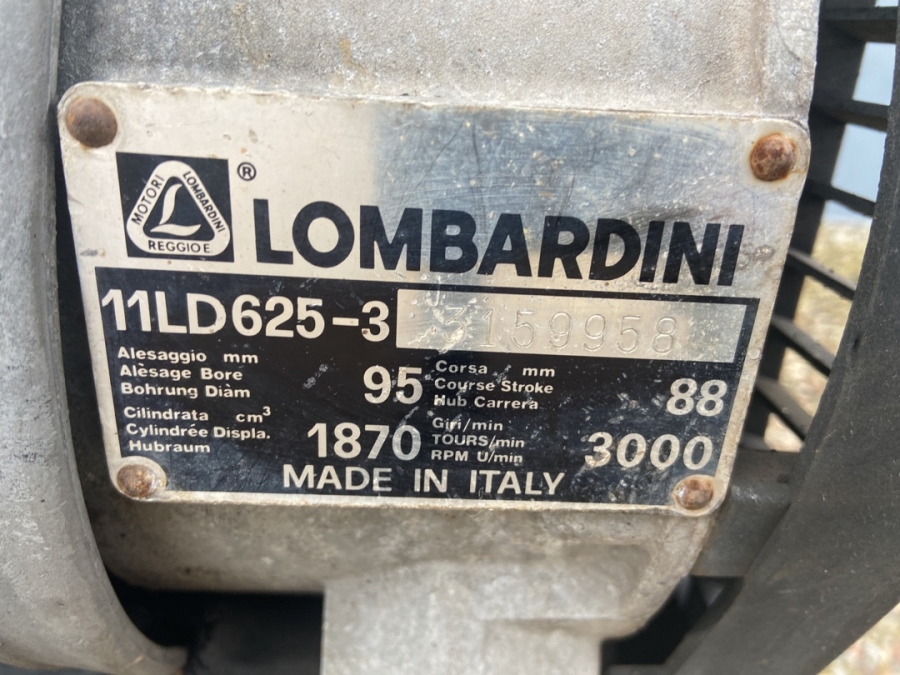 MOTORI
LOMBARDINI
REGGIO E
®
LOMBARDINI
11LD625-3
3159958
Alesaggio mm
Alèsage Bore
Bohrung Diàm
95
Corsa mm
Course Stroke
Hub Carrera
88
Cilindrata cm³
Cylindrée Displa.
Hubraum
1870
Giri/min
TOURS/min
RPM U/min
3000
MADE IN ITALY